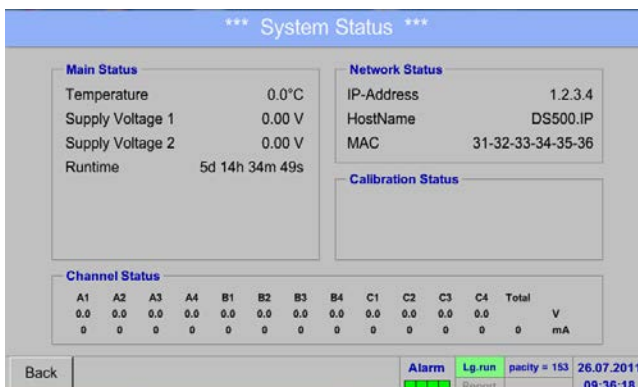 *** System Status ***
Main Status
Temperature 0.0°C
Supply Voltage 1 0.00 V
Supply Voltage 2 0.00 V
Runtime 5d 14h 34m 49s
Network Status
IP-Address 1.2.3.4
HostName DS500.IP
MAC 31-32-33-34-35-36
Calibration Status
Channel Status
A1 A2 A3 A4 B1 B2 B3 B4 C1 C2 C3 C4 Total
0.0 0.0 0.0 0.0 0.0 0.0 0.0 0.0 0.0 0.0 0.0 0.0 V
0 0 0 0 0 0 0 0 0 0 0 0 0 mA
Back
Alarm Lg.run pacity = 153 26.07.2011
Report 09:36:18